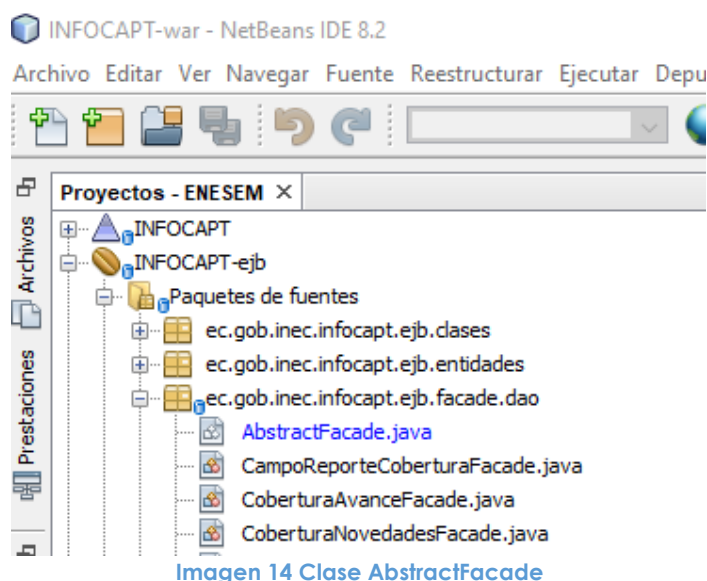 INFOCAPT-war - NetBeans IDE 8.2
Archivo Editar Ver Navegar Fuente Reestructurar Ejecutar Depu
Archivos
Prestaciones
Proyectos - ENESEM ×
INFOCAPT
INFOCAPT-ejb
Paquetes de fuentes
ec.gob.inec.infocapt.ejb.clases
ec.gob.inec.infocapt.ejb.entidades
ec.gob.inec.infocapt.ejb.facade.dao
AbstractFacade.java
CampoReporteCoberturaFacade.java
CoberturaAvanceFacade.java
CoberturaNovedadesFacade.java
Imagen 14 Clase AbstractFacade